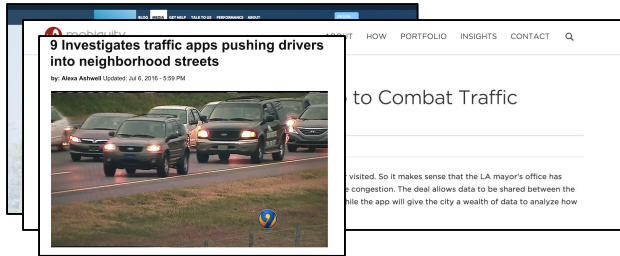 BLOG MEDIA GET HELP TALK TO US PERFORMANCE ABOUT
mobiquity
ABOUT HOW PORTFOLIO INSIGHTS CONTACT
9 Investigates traffic apps pushing drivers
into neighborhood streets
by: Alexa Ashwell Updated: Jul 6, 2016 - 5:59 PM
to Combat Traffic
visited. So it makes sense that the LA mayor's office has
congestion. The deal allows data to be shared between the
while the app will give the city a wealth of data to analyze how
9